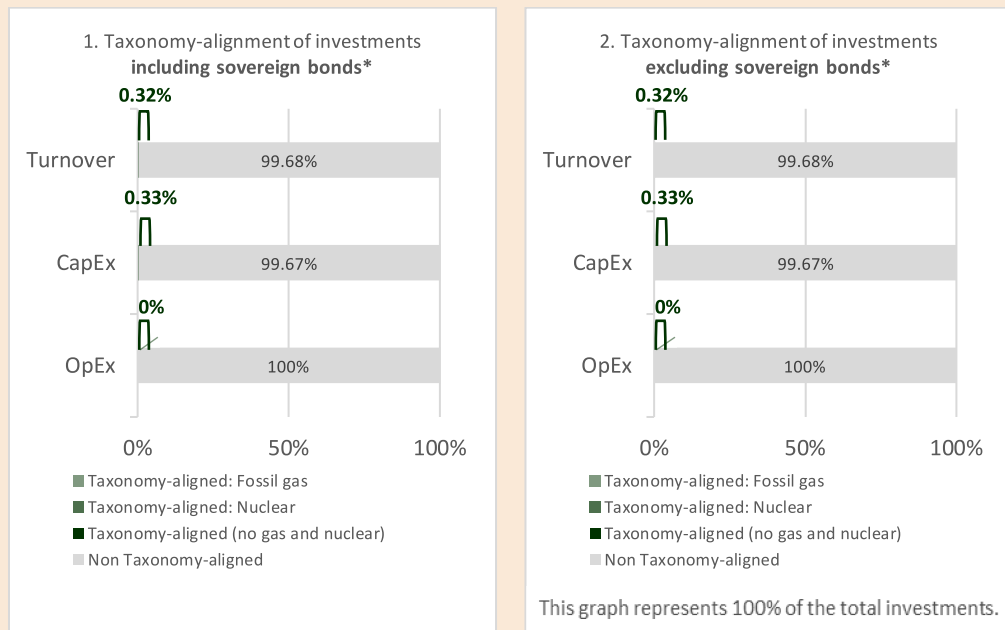 1. Taxonomy-alignment of investments
including sovereign bonds*
0.32%
Turnover
99.68%
0.33%
CapEx
99.67%
0%
OpEx
100%
0%
50%
100%
Taxonomy-aligned: Fossil gas
Taxonomy-aligned: Nuclear
Taxonomy-aligned (no gas and nuclear)
Non Taxonomy-aligned
2. Taxonomy-alignment of investments
excluding sovereign bonds*
0.32%
Turnover
99.68%
0.33%
CapEx
99.67%
0%
OpEx
100%
0%
50%
100%
Taxonomy-aligned: Fossil gas
Taxonomy-aligned: Nuclear
Taxonomy-aligned (no gas and nuclear)
Non Taxonomy-aligned
This graph represents 100% of the total investments.